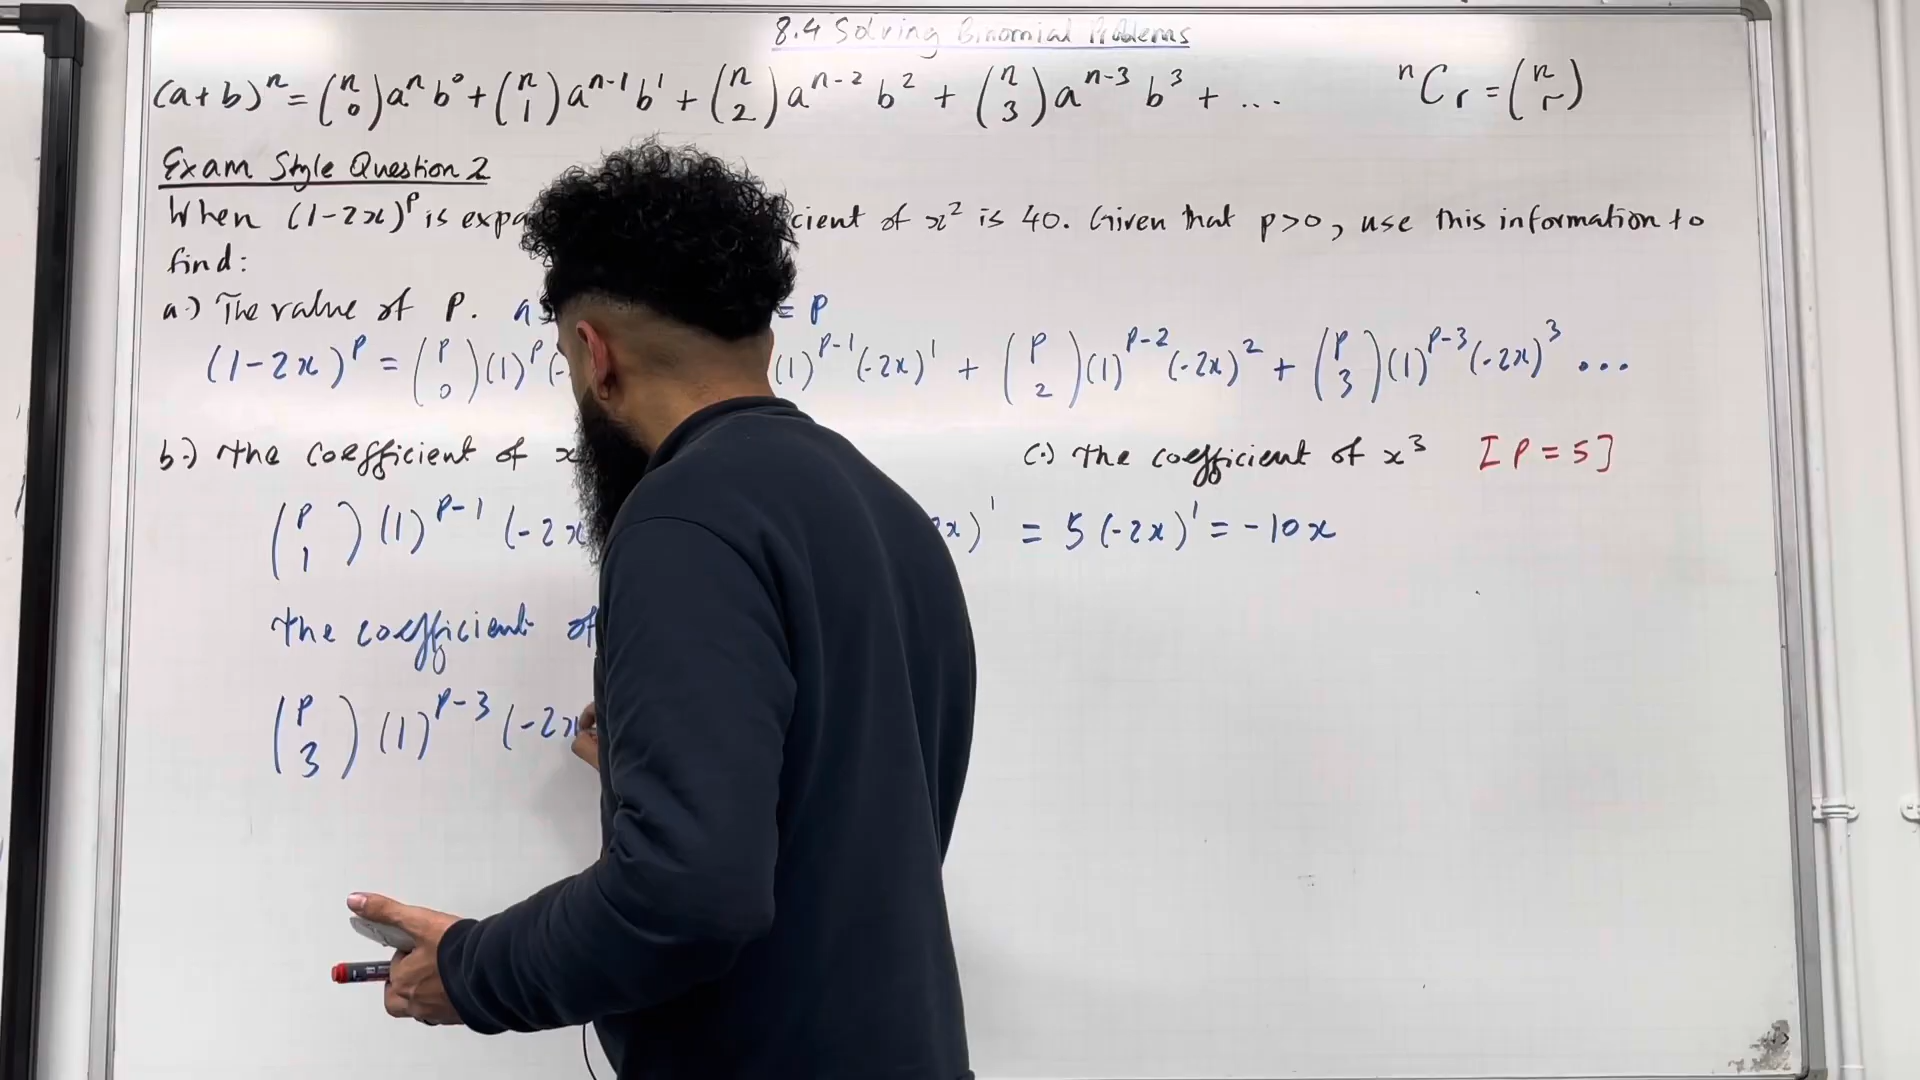 8.4 Solving Binomial Problems
(a+b)^n = (n 0) a^n b^0 + (n 1) a^{n-1} b^1 + (n 2) a^{n-2} b^2 + (n 3) a^{n-3} b^3 + ... nCr = (n r)
Exam Style Question 2
When (1-2x)^p is of x^2 is 40. Given that p>0, use this information to
find:
a.) The value of P. a = P
(1-2x)^p = (P 0)(1)^p (1)^{P-1} (-2x)^1 + (P 2)(1)^{P-2} (-2x)^2 + (P 3)(1)^{P-3} (-2x)^3 ...
b.) the coefficient of x c.) the coefficient of x^3 [P = 5]
(P 1)(1)^{P-1} (-2x x)^1 = 5(-2x)^1 = -10x
the coefficient of
(P 3)(1)^{P-3} (-2x